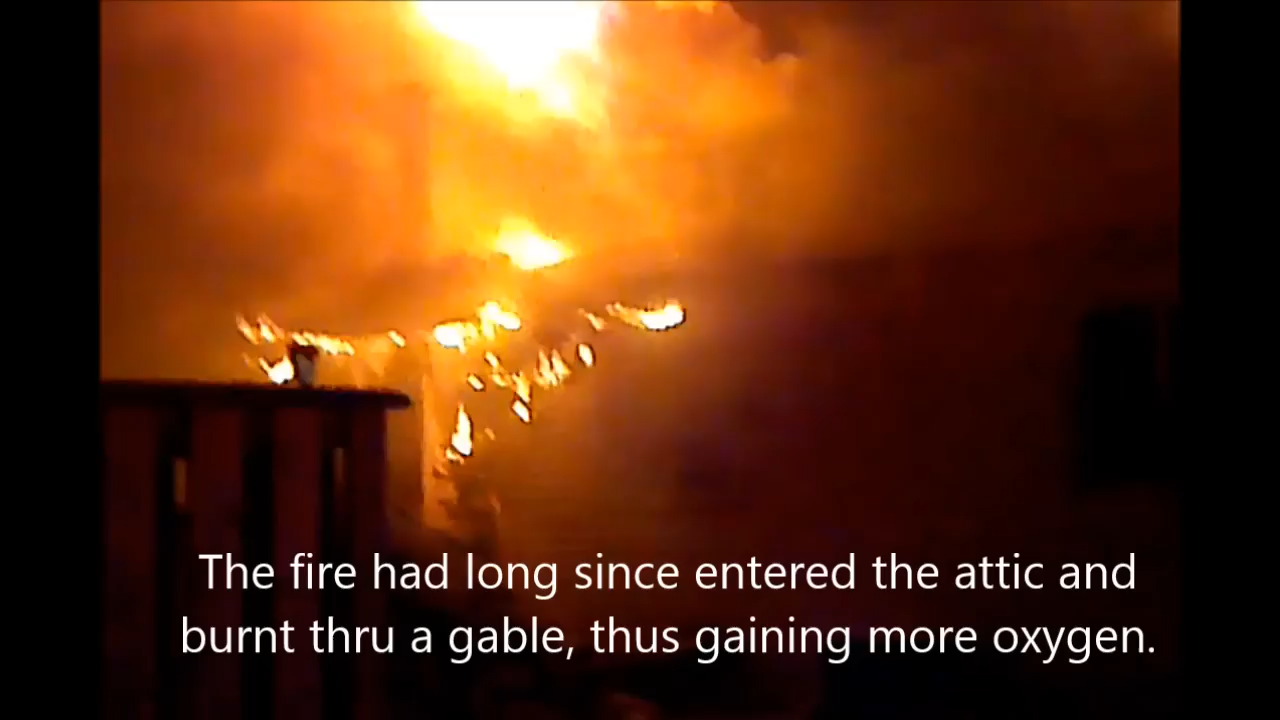 The fire had long since entered the attic and
burnt thru a gable, thus gaining more oxygen.